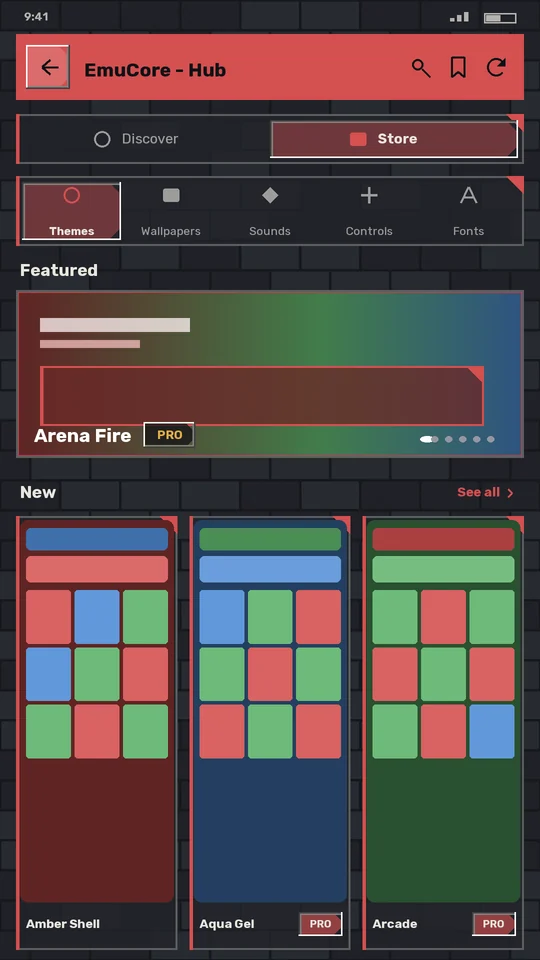 9:41
EmuCore - Hub
Discover
Store
Themes
Wallpapers
Sounds
Controls
Fonts
Featured
Arena Fire
PRO
New
See all
Amber Shell
Aqua Gel
PRO
Arcade
PRO